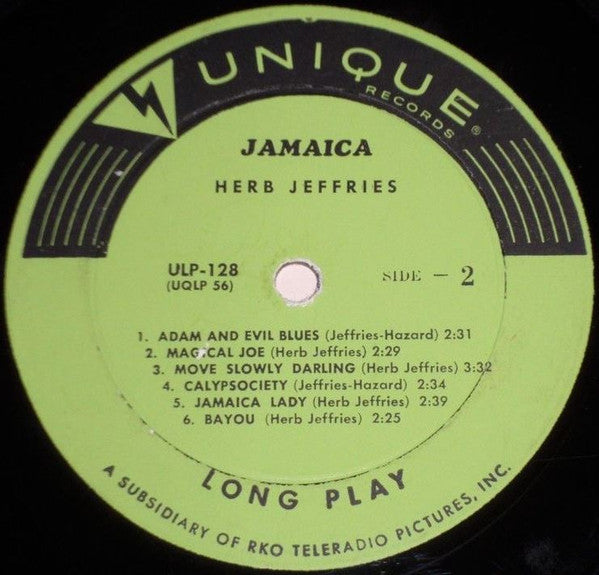 UNIQUE
RECORDS®
JAMAICA
HERB JEFFRIES
ULP-128
(UQLP 56)
SIDE — 2
1. ADAM AND EVIL BLUES (Jeffries-Hazard) 2:31
2. MAGICAL JOE (Herb Jeffries) 2:29
3. MOVE SLOWLY DARLING (Herb Jeffries) 3:32
4. CALYPSOCIETY (Jeffries-Hazard) 2:34
5. JAMAICA LADY (Herb Jeffries) 2:39
6. BAYOU (Herb Jeffries) 2:25
LONG PLAY
A SUBSIDIARY OF RKO TELERADIO PICTURES, INC.